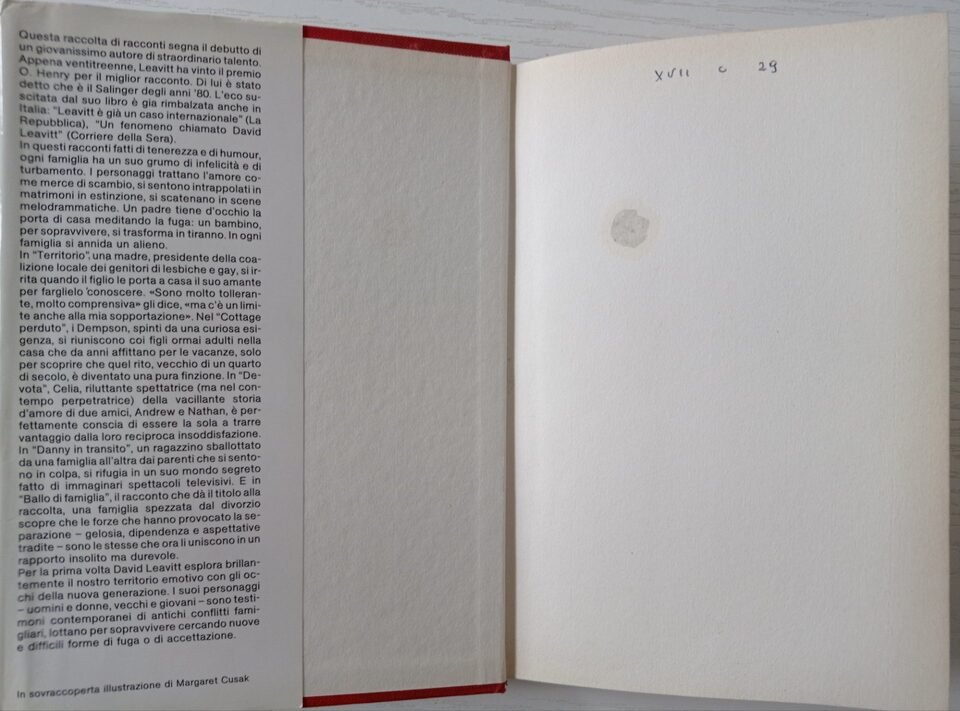 Questa raccolta di racconti segna il debutto di
un giovanissimo autore di straordinario talento.
Appena ventitreenne, Leavitt ha vinto il premio
O. Henry per il miglior racconto. Di lui è stato
detto che è il Salinger degli anni '80. L'eco su-
scitata dal suo libro è gia rimbalzata anche in
Italia: "Leavitt è già un caso internazionale" (La
Repubblica), "Un fenomeno chiamato David
Leavitt" (Corriere della Sera).
In questi racconti fatti di tenerezza e di humour,
ogni famiglia ha un suo grumo di infelicità e di
turbamento. I personaggi trattano l'amore co-
me merce di scambio, si sentono intrappolati in
matrimoni in estinzione, si scatenano in scene
melodrammatiche. Un padre tiene d'occhio la
porta di casa meditando la fuga: un bambino,
per sopravvivere, si trasforma in tiranno. In ogni
famiglia si annida un alieno.
In "Territorio", una madre, presidente della coa-
lizione locale dei genitori di lesbiche e gay, si ir-
rita quando il figlio le porta a casa il suo amante
per farglielo conoscere. «Sono molto tolleran-
te, molto comprensiva» gli dice, «ma c'è un limi-
te anche alla mia sopportazione». Nel "Cottage
perduto", i Dempson, spinti da una curiosa esi-
genza, si riuniscono coi figli ormai adulti nella
casa che da anni affittano per le vacanze, solo
per scoprire che quel rito, vecchio di un quarto
di secolo, è diventato una pura finzione. In "De-
vota", Celia, riluttante spettatrice (ma nel con-
tempo perpetratrice) della vacillante storia
d'amore di due amici, Andrew e Nathan, è per-
fettamente conscia di essere la sola a trarre
vantaggio dalla loro reciproca insoddisfazione.
In "Danny in transito", un ragazzino sballottato
da una famiglia all'altra dai parenti che si sento-
no in colpa, si rifugia in un suo mondo segreto
fatto di immaginari spettacoli televisivi. E in
"Ballo di famiglia", il racconto che dà il titolo alla
raccolta, una famiglia spezzata dal divorzio
scopre che le forze che hanno provocato la se-
parazione – gelosia, dipendenza e aspettative
tradite – sono le stesse che ora li uniscono in un
rapporto insolito ma durevole.
Per la prima volta David Leavitt esplora brillan-
temente il nostro territorio emotivo con gli oc-
chi della nuova generazione. I suoi personaggi
– uomini e donne, vecchi e giovani – sono testi-
moni contemporanei di antichi conflitti fami-
gliari, lottano per sopravvivere cercando nuove
e difficili forme di fuga o di accettazione.
In sovraccoperta illustrazione di Margaret Cusak
XVII c 29